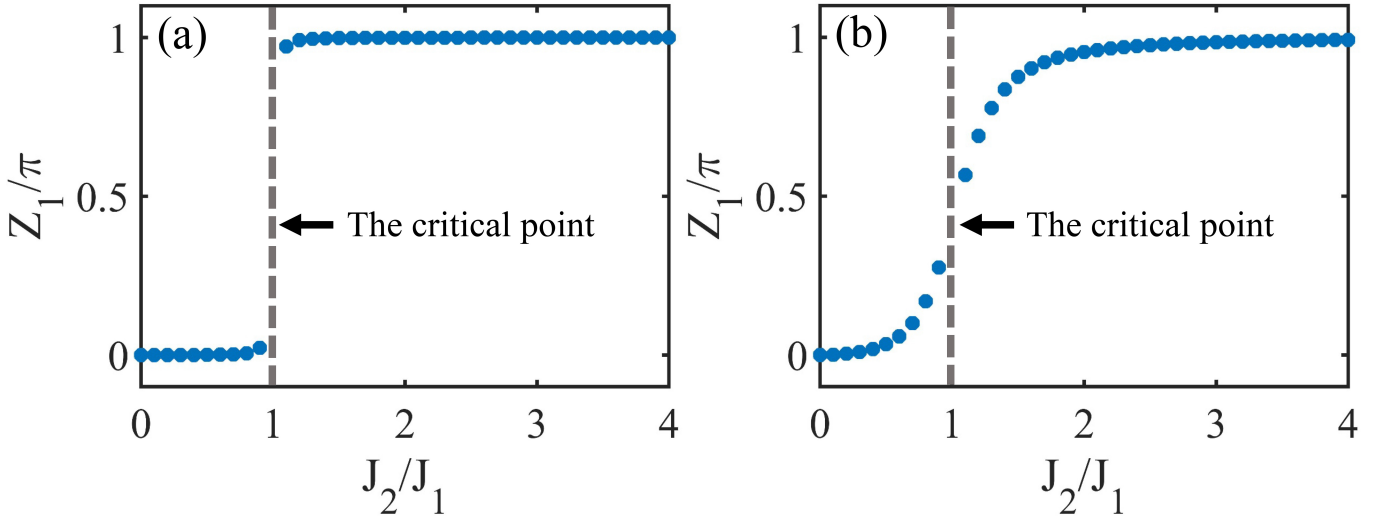 (a)
1
0.5
0
Z₁/π
The critical point
0 1 2 3 4
J₂/J₁
(b)
1
0.5
0
Z₁/π
The critical point
0 1 2 3 4
J₂/J₁